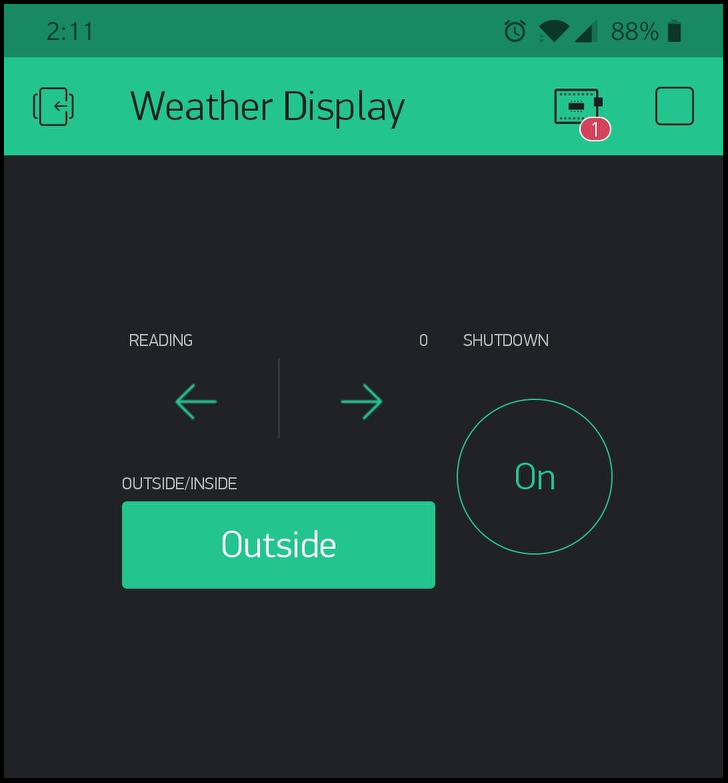 2:11 88%
Weather Display
1
READING 0 SHUTDOWN
On
OUTSIDE/INSIDE
Outside